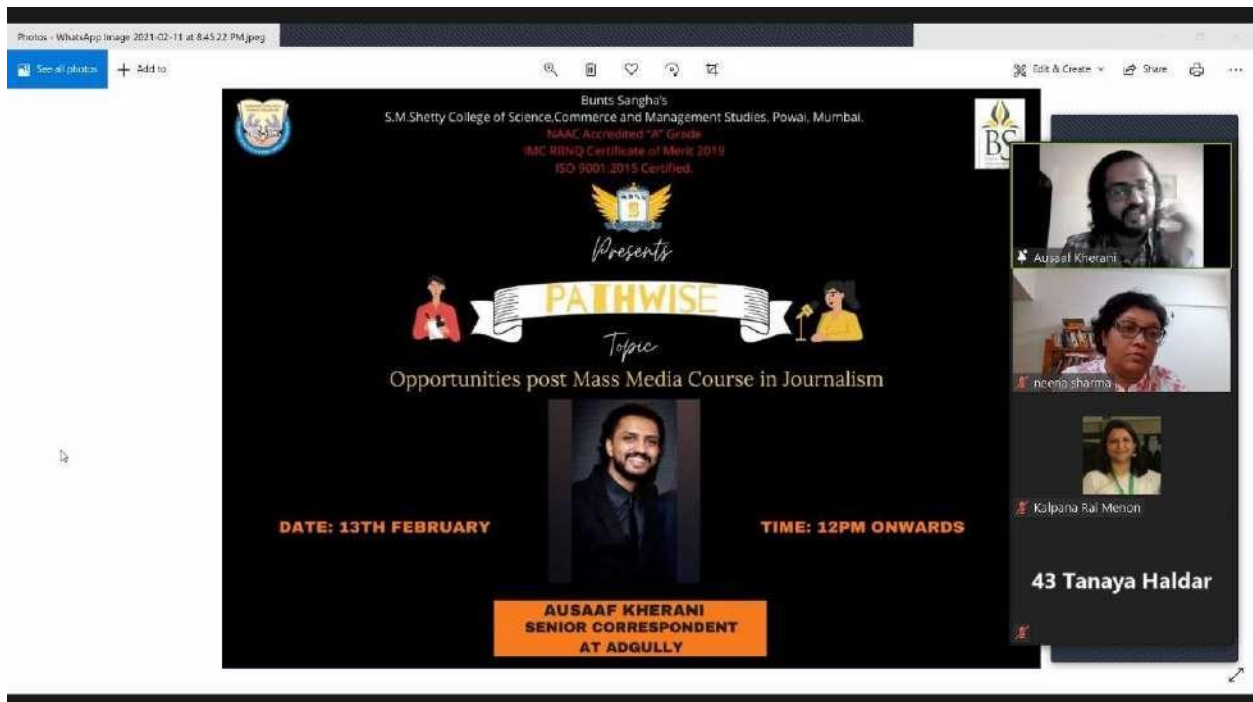 Photos - WhatsApp Image 2021-02-11 at 8.45.22 PM.jpeg
See all photos
Add to
Edit & Create
Share
Bunts Sangha's
S.M.Shetty College of Science,Commerce and Management Studies, Powai, Mumbai.
NAAC Accredited "A" Grade
IMC RBNQ Certificate of Merit 2019
ISO 9001:2015 Certified.
BS
Presents
PATHWISE
Topic
Opportunities post Mass Media Course in Journalism
DATE: 13TH FEBRUARY
TIME: 12PM ONWARDS
AUSAAF KHERANI
SENIOR CORRESPONDENT
AT ADGULLY
Ausaaf Kherani
neena sharma
Kalpana Rai Menon
43 Tanaya Haldar